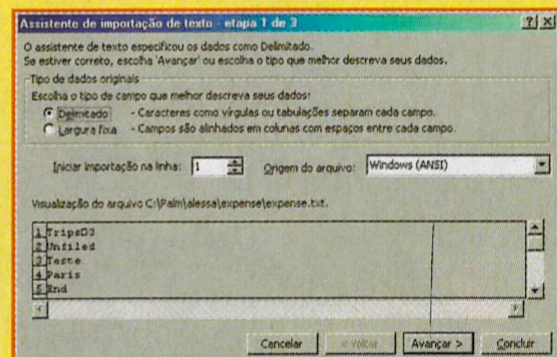 Assistente de importação de texto - etapa 1 de 3
O assistente de texto especificou os dados como Delimitado.
Se estiver correto, escolha 'Avançar' ou escolha o tipo que melhor descreva seus dados.
Tipo de dados originais
Escolha o tipo de campo que melhor descreva seus dados:
Delimitado - Caracteres como vírgulas ou tabulações separam cada campo.
Largura fixa - Campos são alinhados em colunas com espaços entre cada campo.
Iniciar importação na linha: 1 Origem do arquivo: Windows (ANSI)
Visualização do arquivo C:\Palm\alessa\expense\expense.txt.
1 Trips□3
2 Unfiled
3 Teste
4 Paris
5 End
Cancelar < Voltar Avançar > Concluir